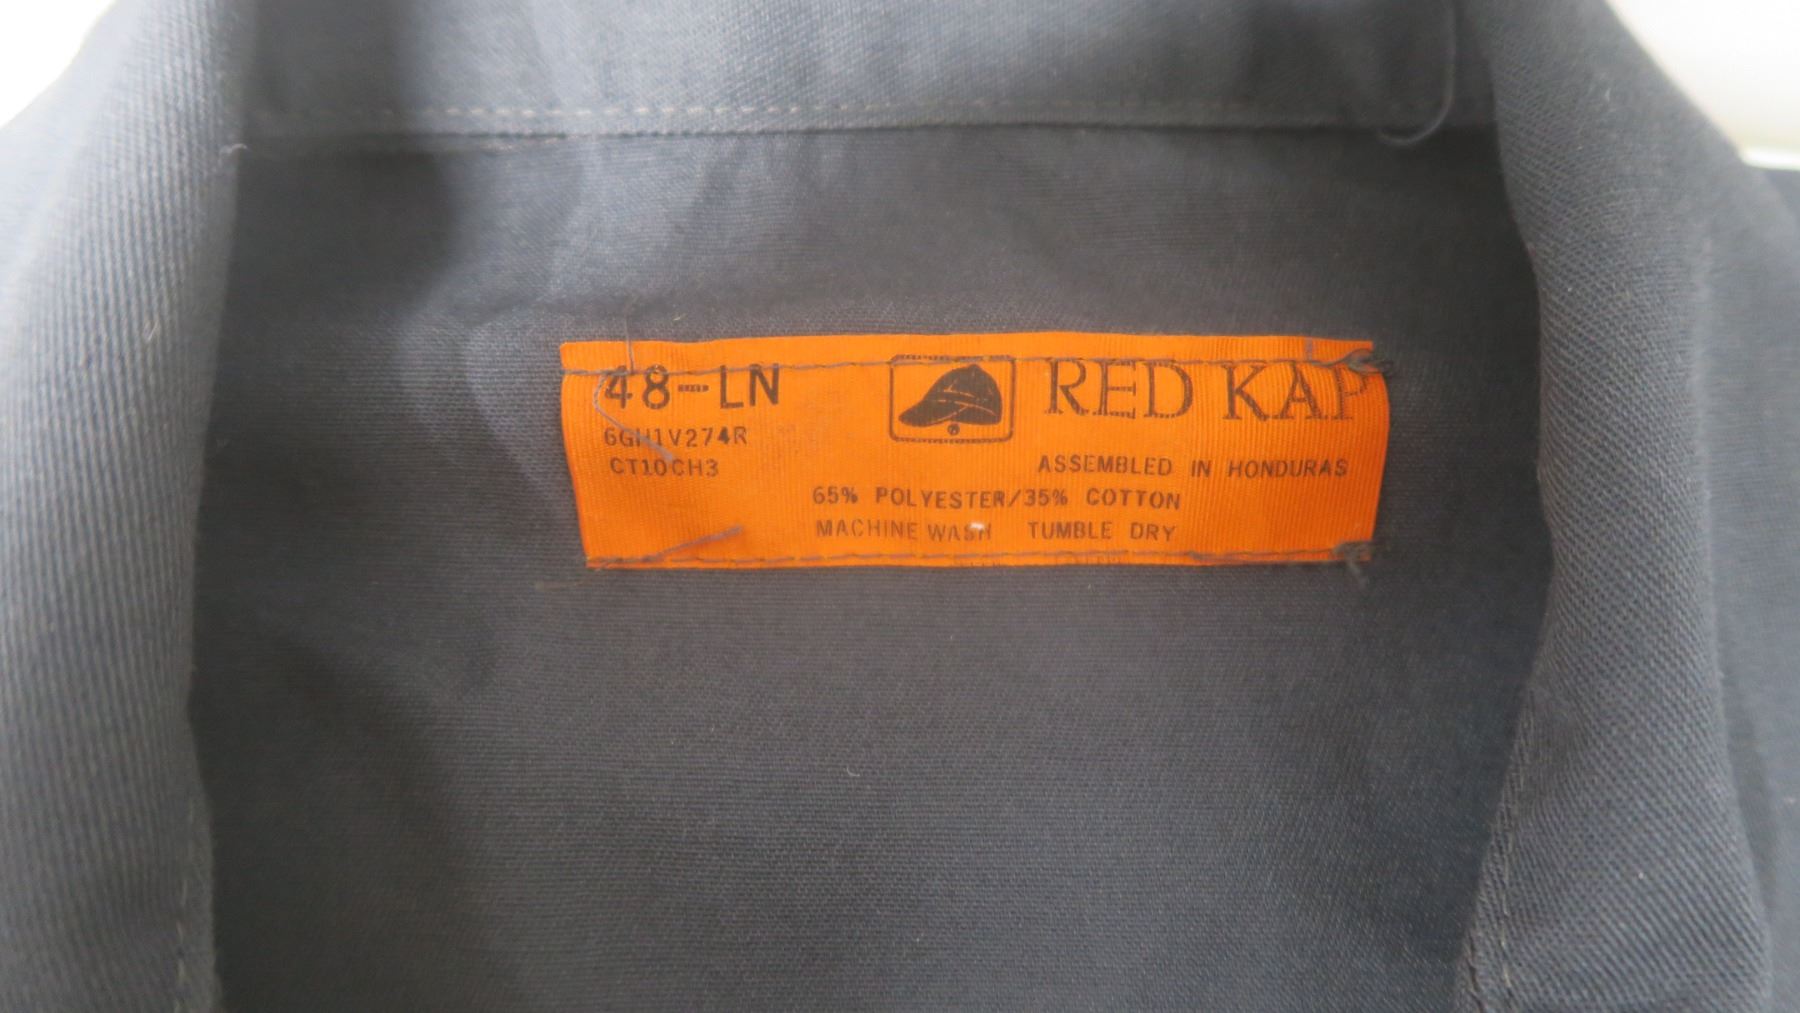 48-LN
RED KAP
6GH1V274R
CT10CH3
ASSEMBLED IN HONDURAS
65% POLYESTER/35% COTTON
MACHINE WASH TUMBLE DRY